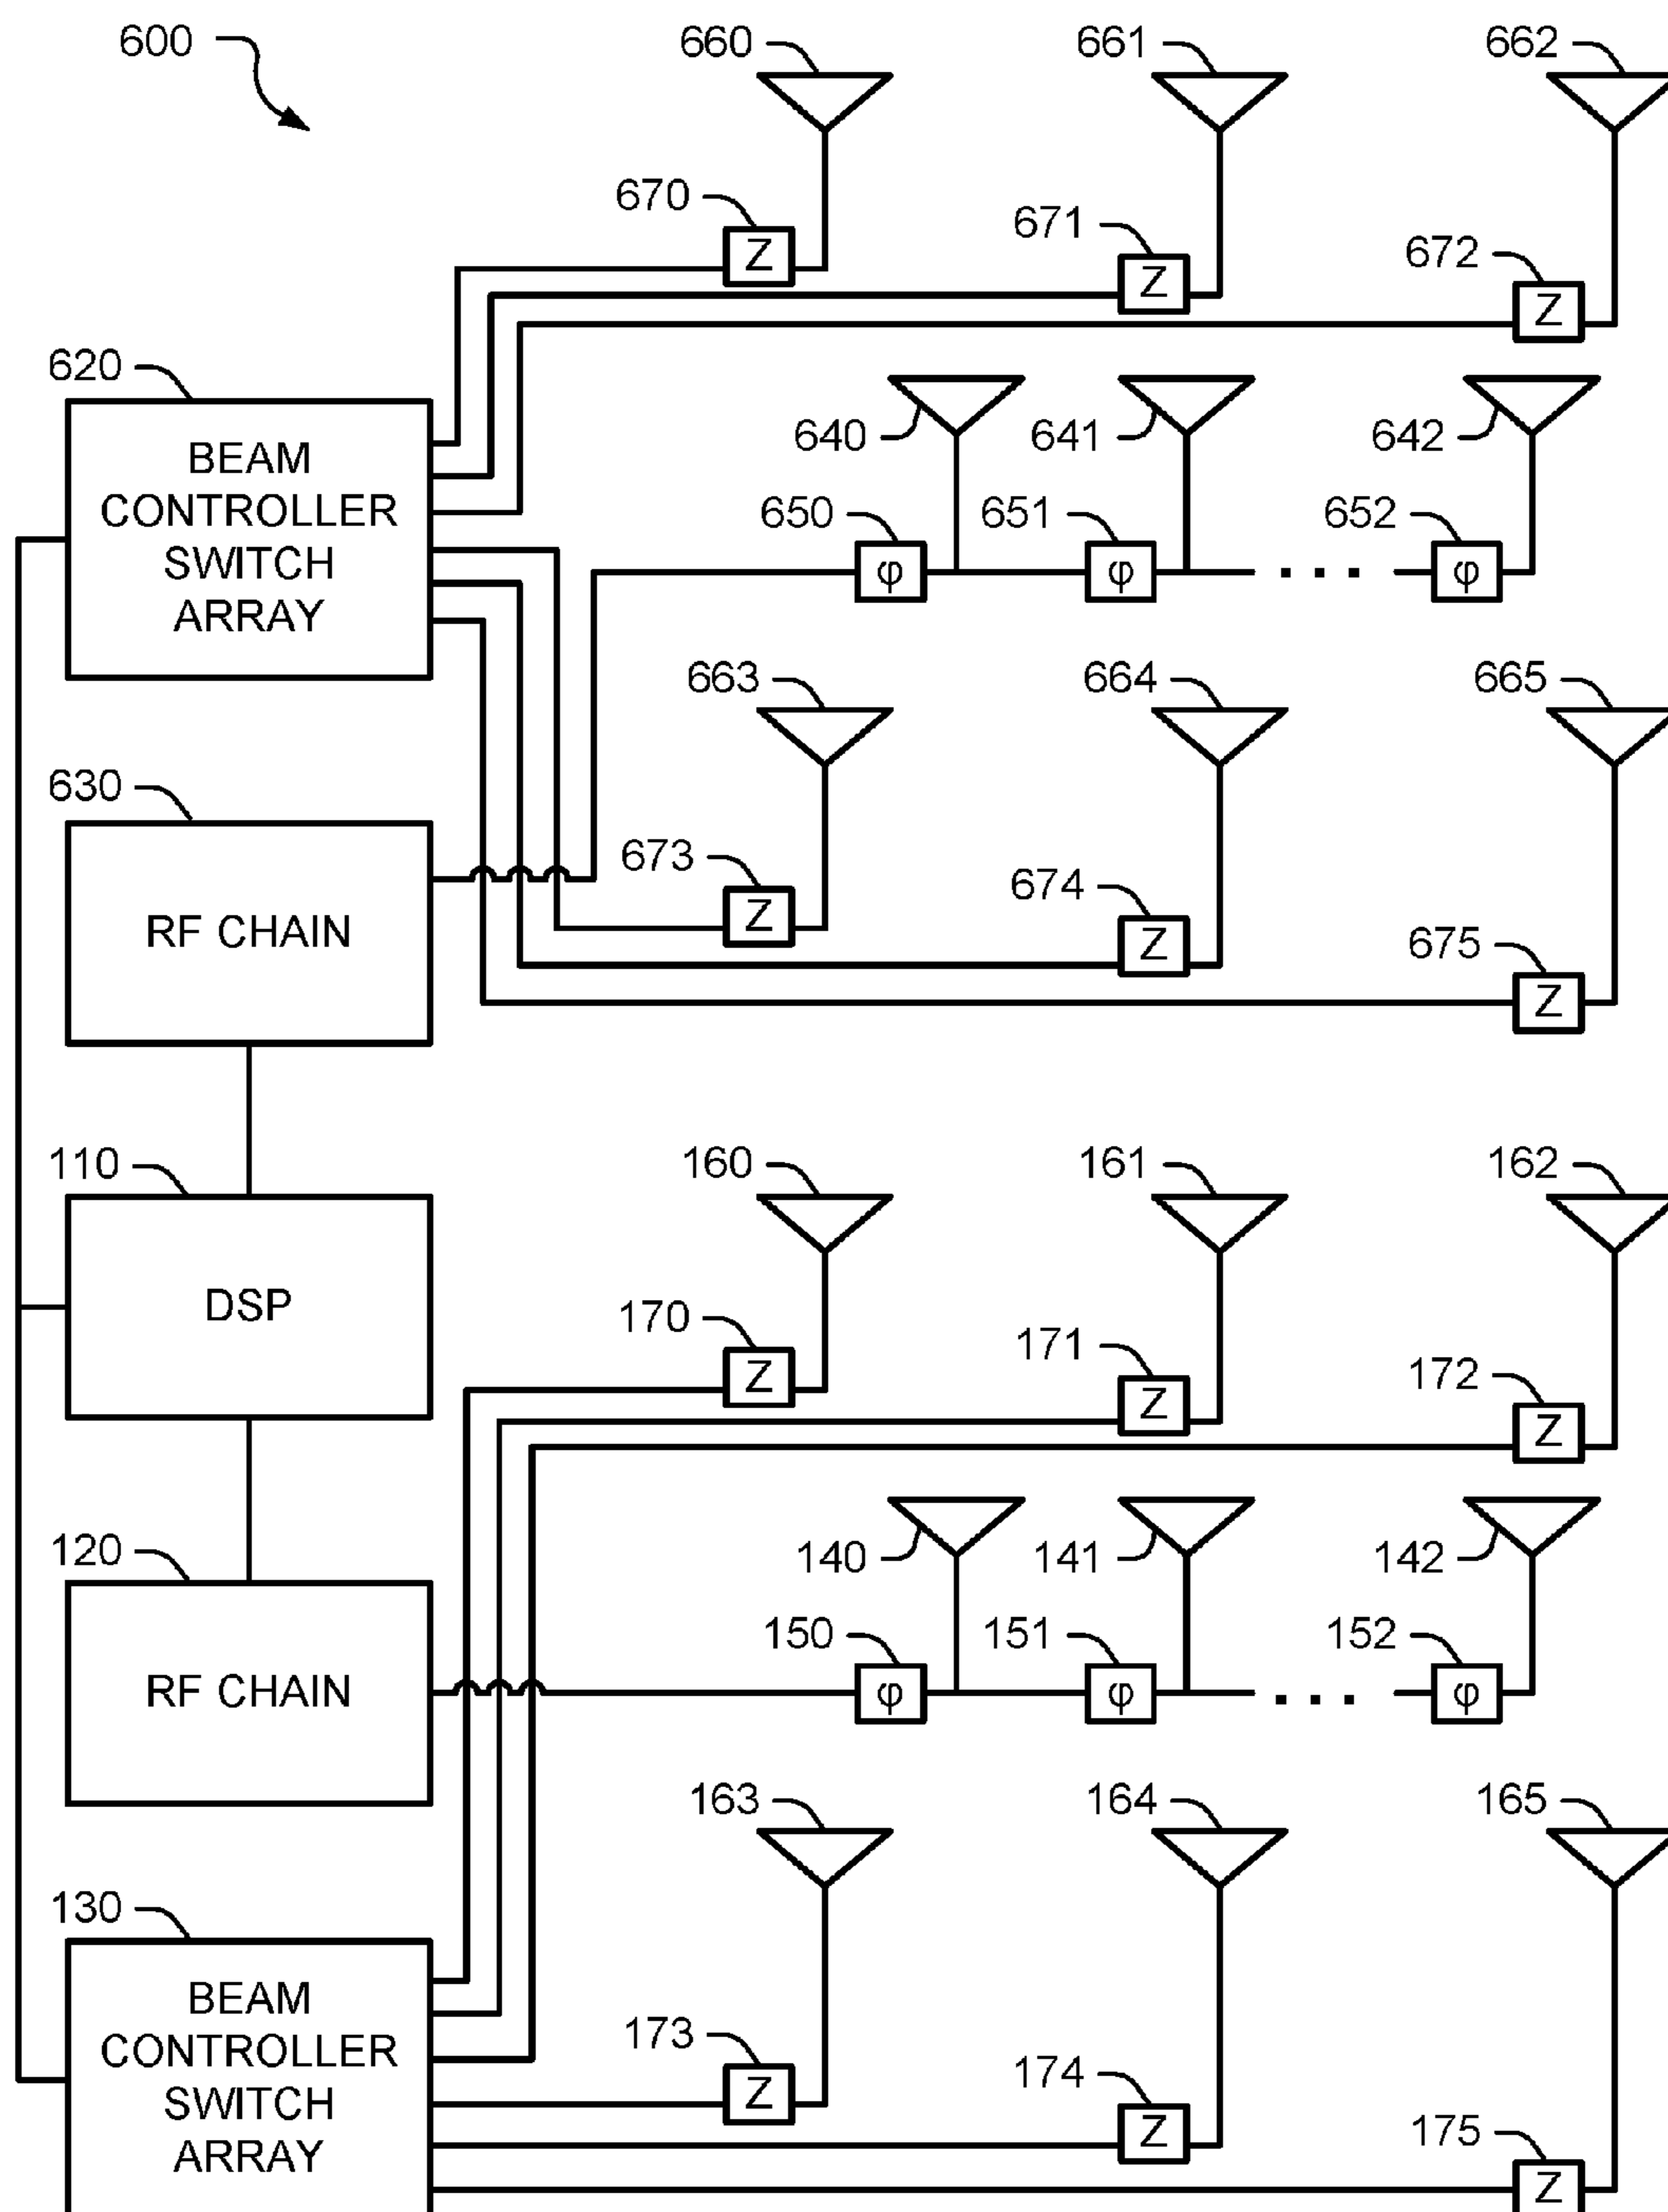 600
660
661
662
670
671
672
Z
Z
Z
620
BEAM
CONTROLLER
SWITCH
ARRAY
640
641
642
650
651
652
φ
φ
...
φ
663
664
665
630
RF CHAIN
673
674
675
Z
Z
Z
110
DSP
160
161
162
170
171
172
Z
Z
Z
120
RF CHAIN
140
141
142
150
151
152
φ
φ
...
φ
163
164
165
130
BEAM
CONTROLLER
SWITCH
ARRAY
173
174
175
Z
Z
Z